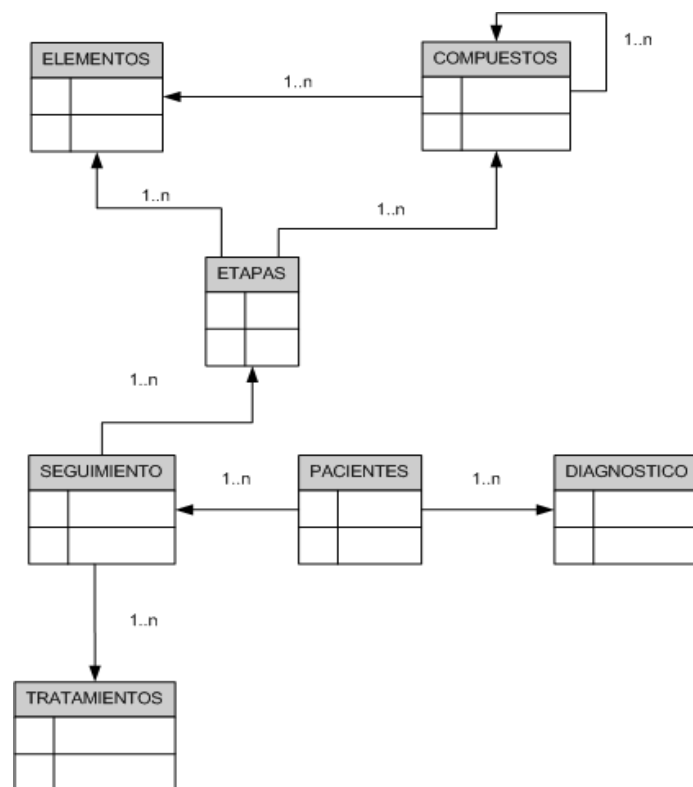 ELEMENTOS
COMPUESTOS
1..n
1..n
1..n
1..n
ETAPAS
1..n
SEGUIMIENTO
1..n
PACIENTES
1..n
DIAGNOSTICO
1..n
TRATAMIENTOS